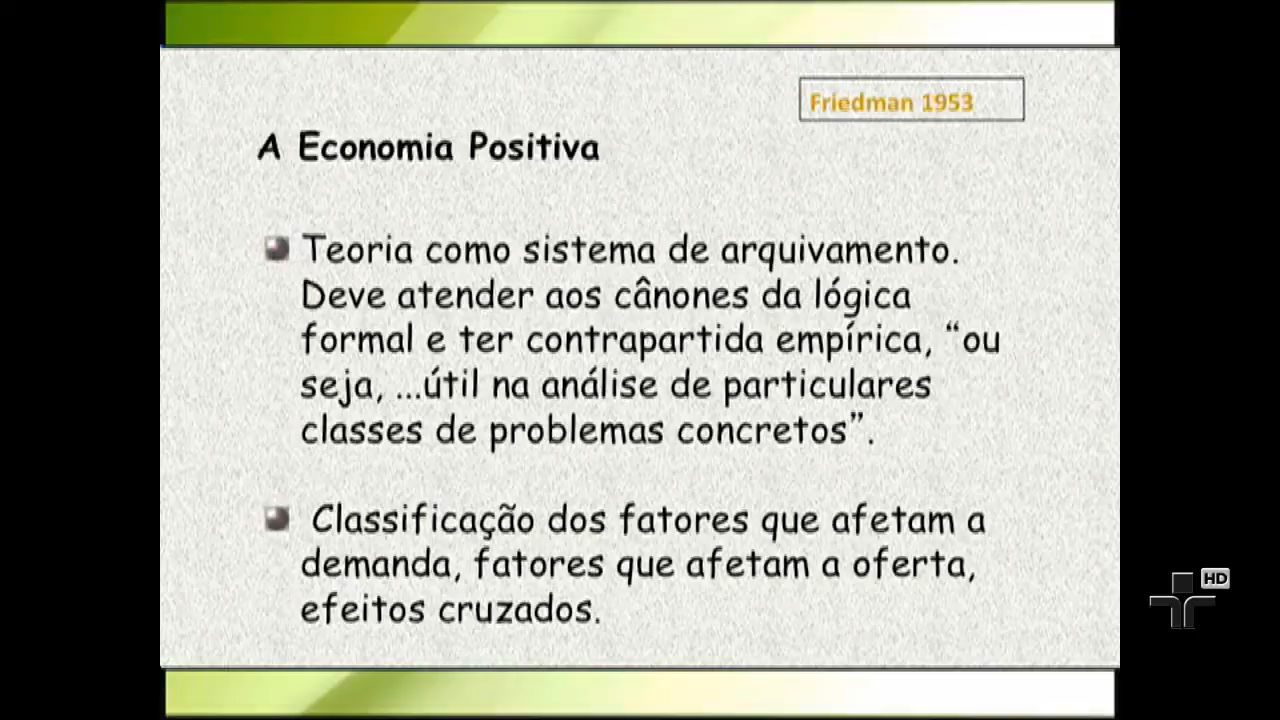 Friedman 1953
A Economia Positiva
Teoria como sistema de arquivamento.
Deve atender aos cânones da lógica
formal e ter contrapartida empírica, “ou
seja, ...útil na análise de particulares
classes de problemas concretos”.
Classificação dos fatores que afetam a
demanda, fatores que afetam a oferta,
efeitos cruzados.
HD